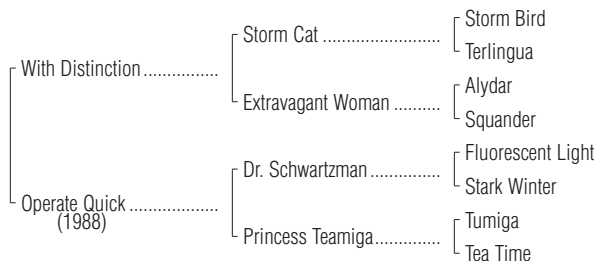 Storm Bird
Storm Cat ........................
Terlingua
With Distinction ...............
Alydar
Extravagant Woman ..........
Squander
Fluorescent Light
Dr. Schwartzman ..............
Stark Winter
Operate Quick ..................
(1988)
Tumiga
Princess Teamiga..............
Tea Time